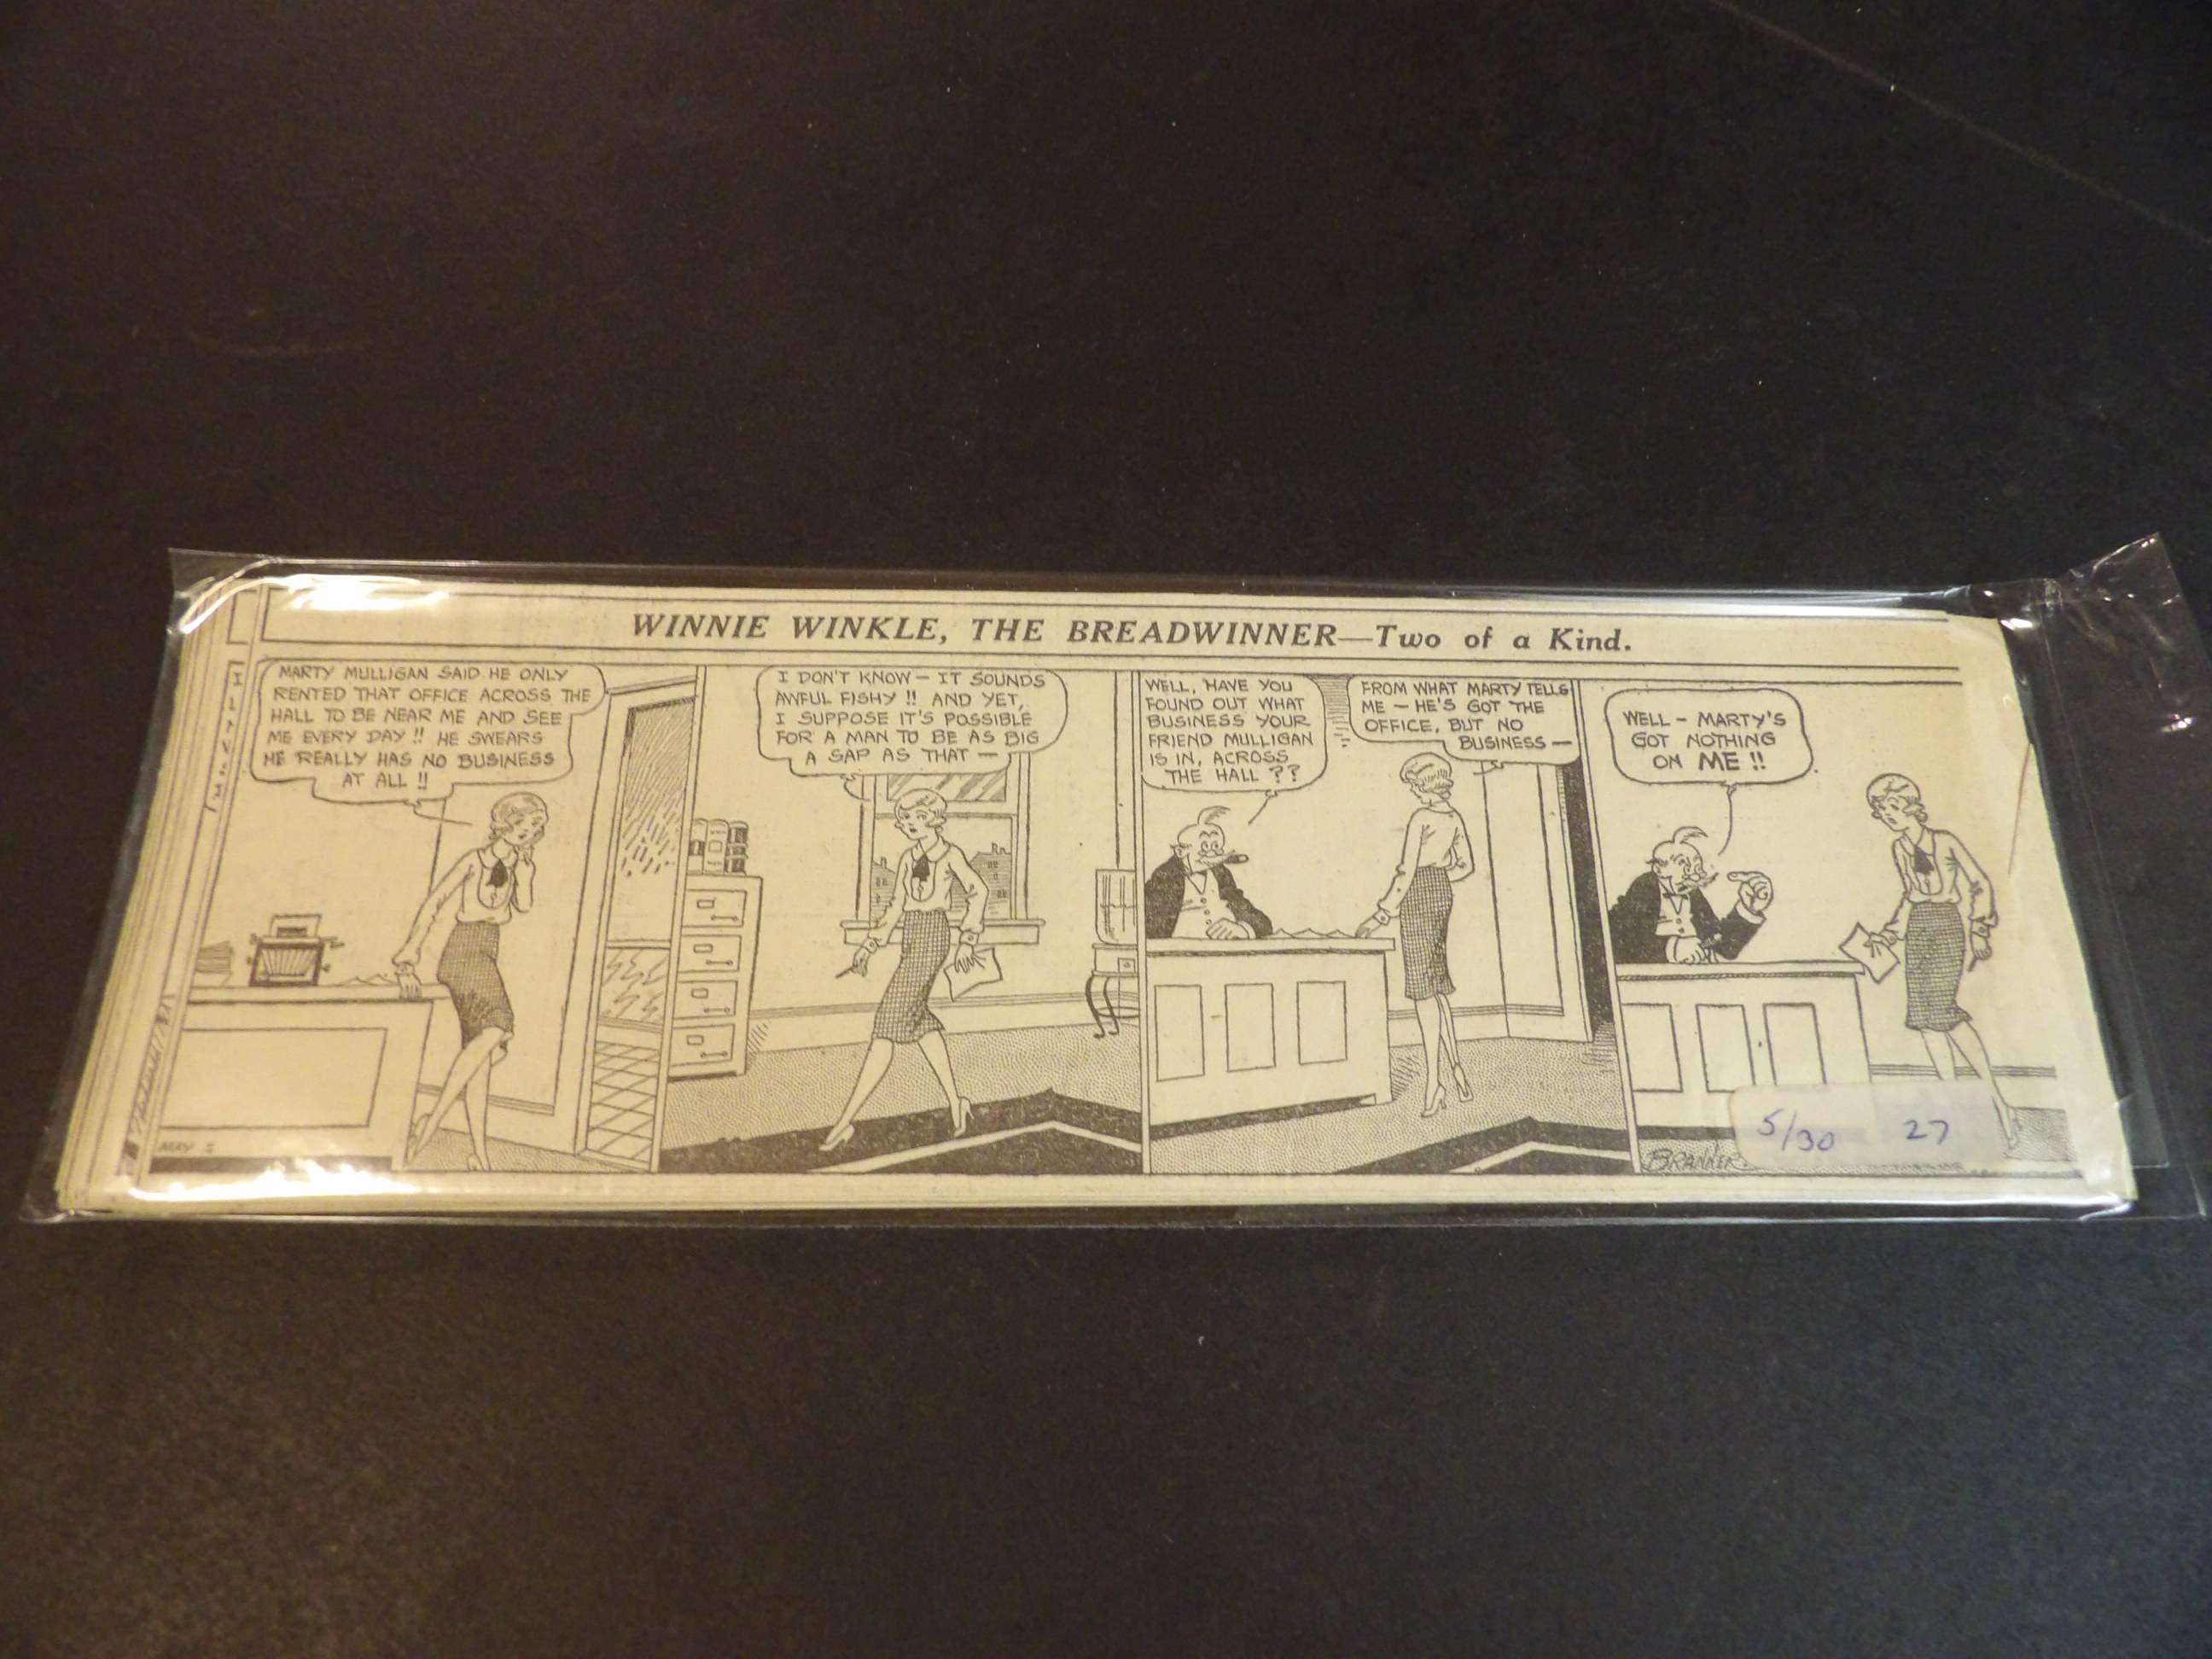 WINNIE WINKLE, THE BREADWINNER—Two of a Kind.
MARTY MULLIGAN SAID HE ONLY
RENTED THAT OFFICE ACROSS THE
HALL TO BE NEAR ME AND SEE
ME EVERY DAY !! HE SWEARS
HE REALLY HAS NO BUSINESS
AT ALL !!
I DON'T KNOW — IT SOUNDS
AWFUL FISHY !! AND YET,
I SUPPOSE IT'S POSSIBLE
FOR A MAN TO BE AS BIG
A SAP AS THAT —
WELL, HAVE YOU
FOUND OUT WHAT
BUSINESS YOUR
FRIEND MULLIGAN
IS IN, ACROSS
THE HALL ??
FROM WHAT MARTY TELLS
ME — HE'S GOT THE
OFFICE, BUT NO
BUSINESS —
WELL — MARTY'S
GOT NOTHING
ON ME !!
BRANNER
5/30 27